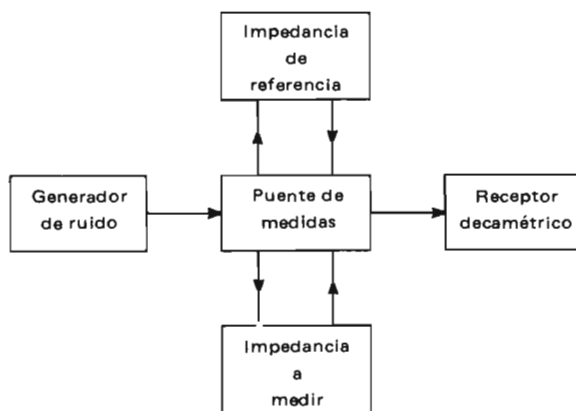 Impedancia
de
referencia
Generador
de ruido
Puente de
medidas
Receptor
decamétrico
Impedancia
a
medir